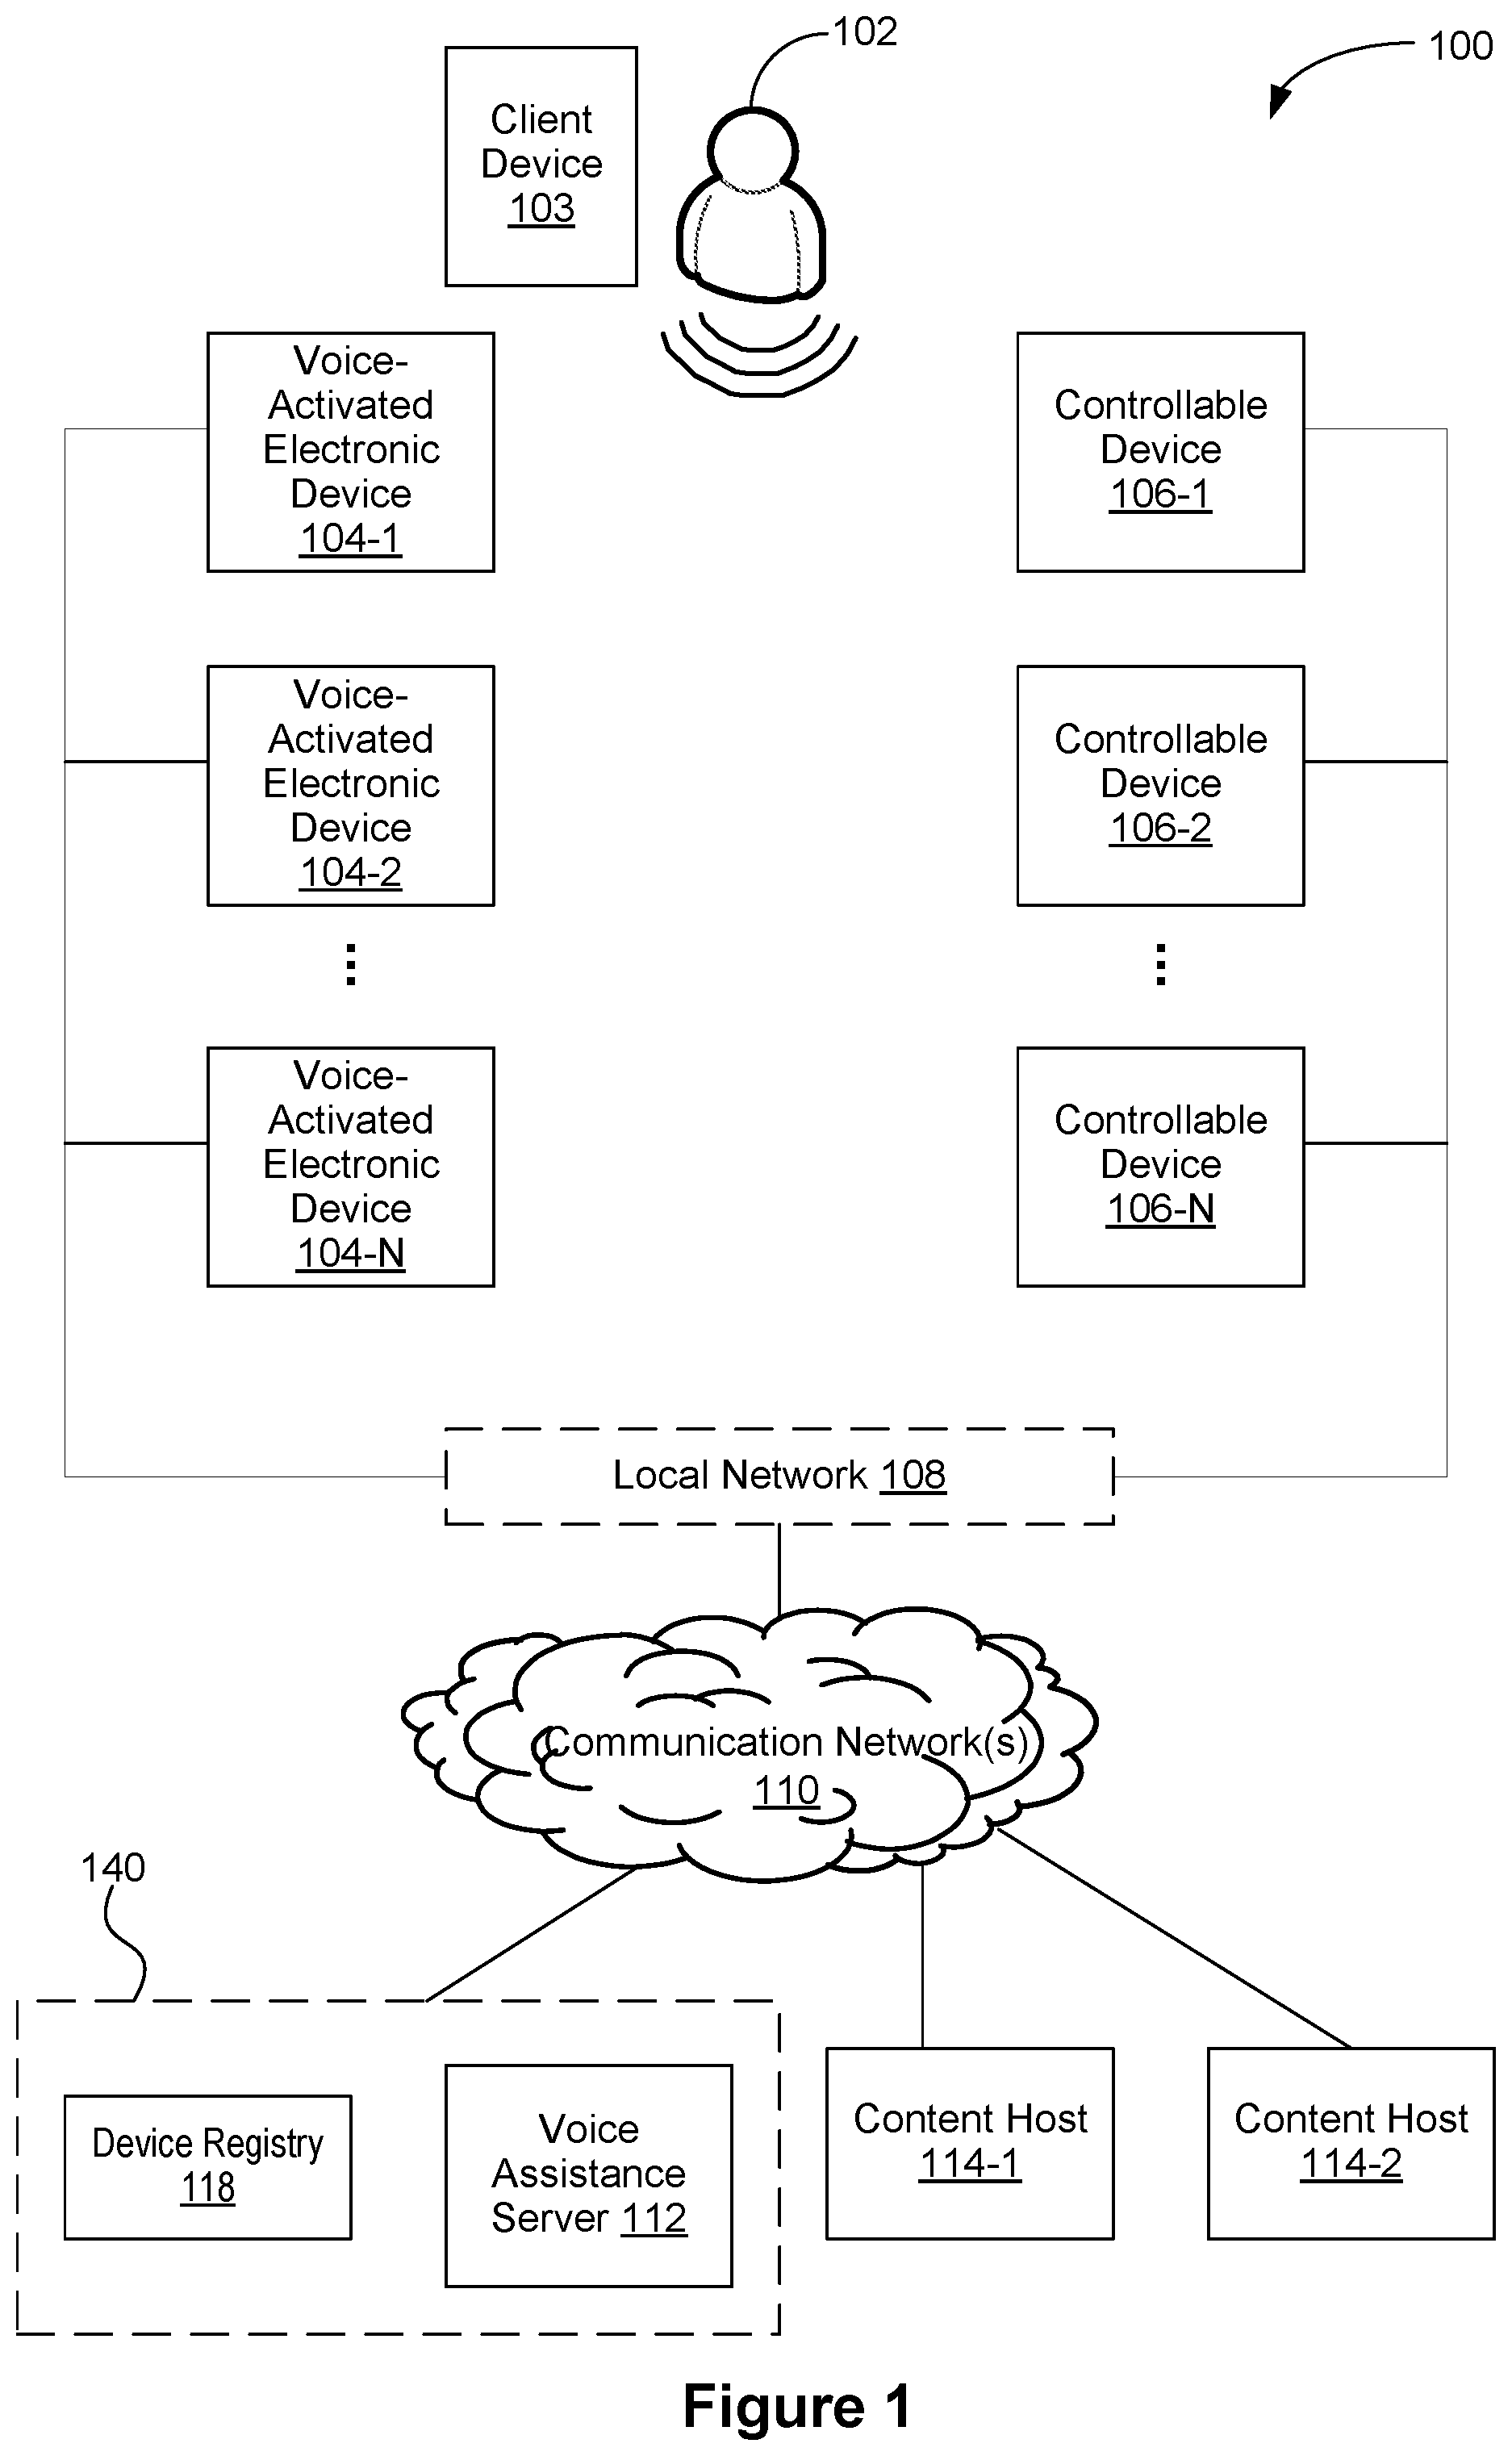 102
100
Client
Device
103
Voice-
Activated
Electronic
Device
104-1
Controllable
Device
106-1
Voice-
Activated
Electronic
Device
104-2
Controllable
Device
106-2
Voice-
Activated
Electronic
Device
104-N
Controllable
Device
106-N
Local Network 108
Communication Network(s)
110
140
Device Registry
118
Voice
Assistance
Server 112
Content Host
114-1
Content Host
114-2
Figure 1